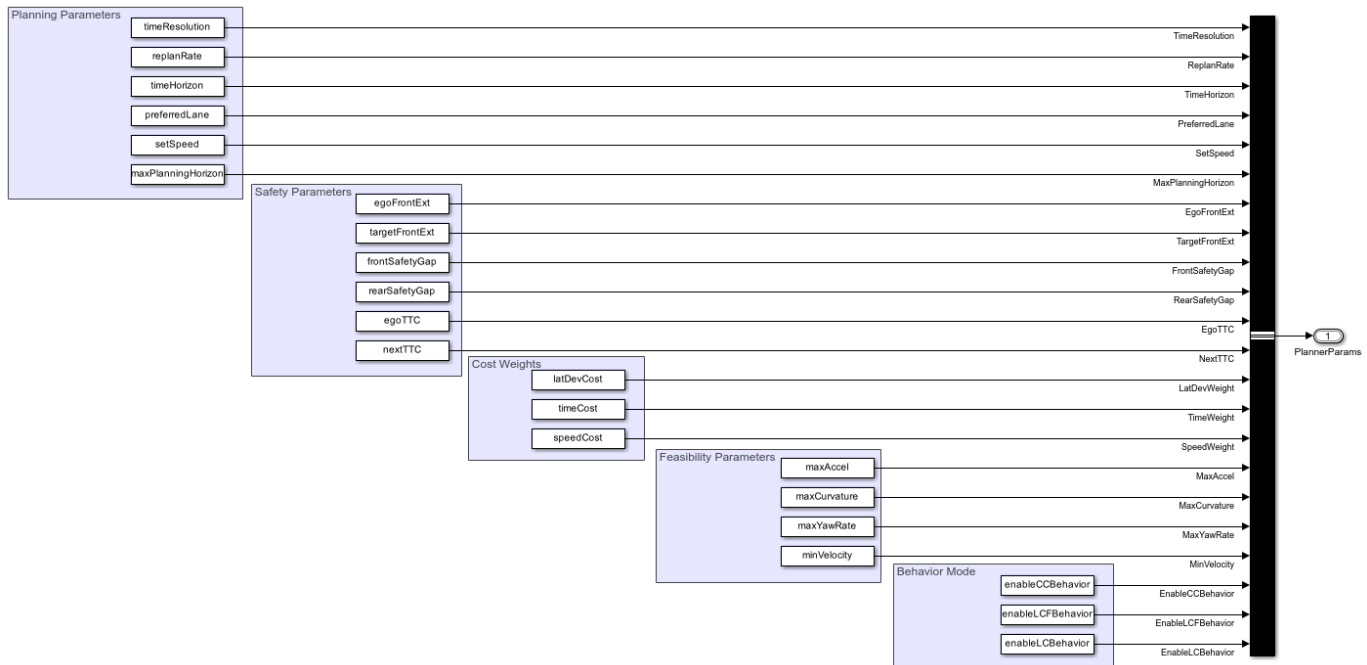 Planning Parameters
timeResolution
TimeResolution
replanRate
ReplanRate
timeHorizon
TimeHorizon
preferredLane
PreferredLane
setSpeed
SetSpeed
maxPlanningHorizon
MaxPlanningHorizon
Safety Parameters
egoFrontExt
EgoFrontExt
targetFrontExt
TargetFrontExt
frontSafetyGap
FrontSafetyGap
rearSafetyGap
RearSafetyGap
egoTTC
EgoTTC
nextTTC
NextTTC
1
PlannerParams
Cost Weights
latDevCost
LatDevWeight
timeCost
TimeWeight
speedCost
SpeedWeight
Feasibility Parameters
maxAccel
MaxAccel
maxCurvature
MaxCurvature
maxYawRate
MaxYawRate
minVelocity
MinVelocity
Behavior Mode
enableCCBehavior
EnableCCBehavior
enableLCFBehavior
EnableLCFBehavior
enableLCBehavior
EnableLCBehavior